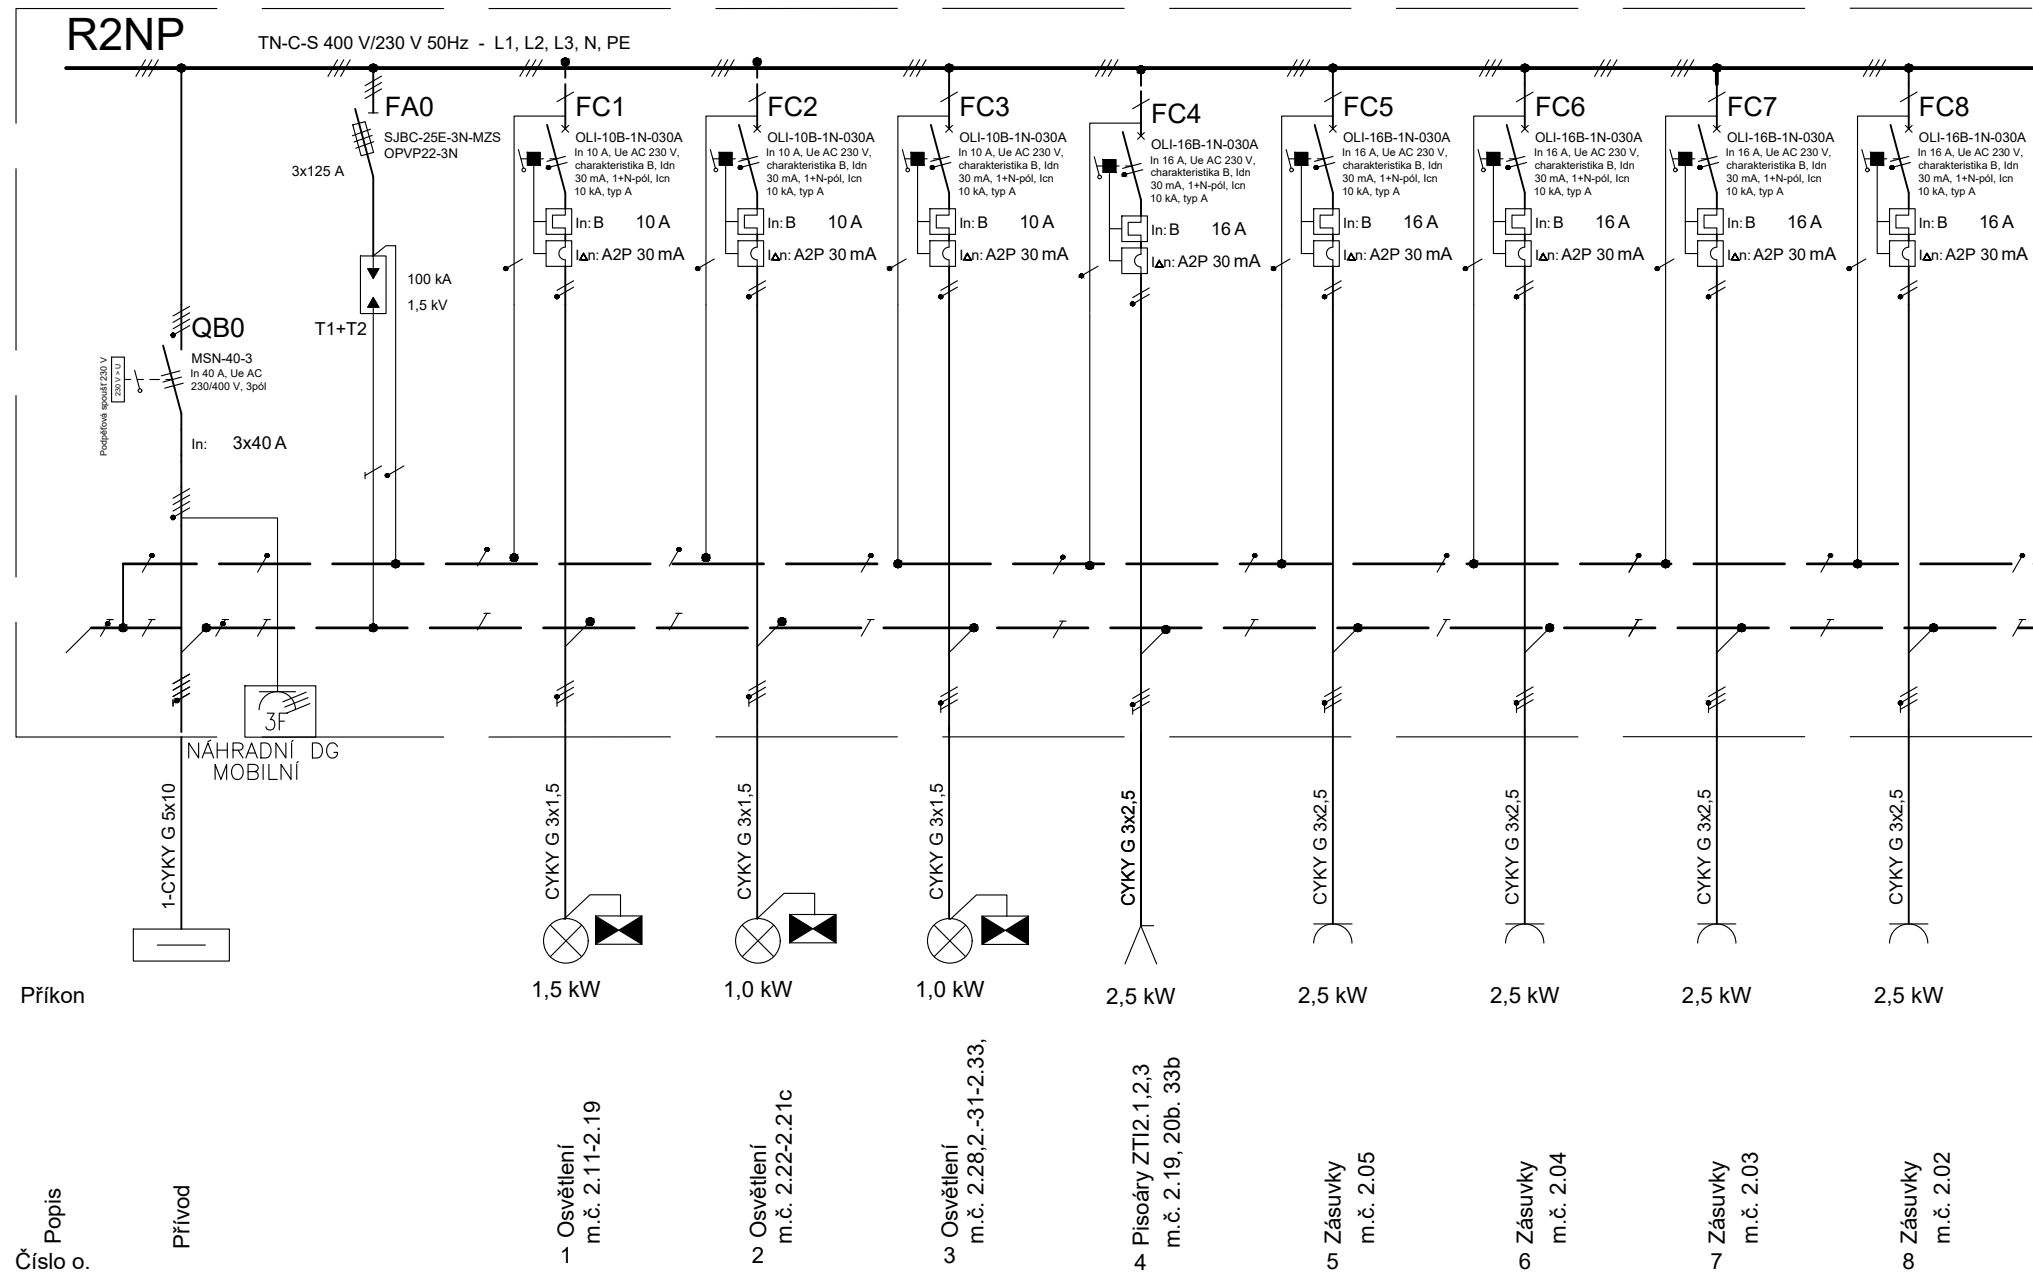 R2NP
TN-C-S 400 V/230 V 50Hz - L1, L2, L3, N, PE
FA0
SJBC-25E-3N-MZS
OPVP22-3N
3x125 A
100 kA
1,5 kV
T1+T2
QB0
MSN-40-3
In 40 A, Ue AC
230/400 V, 3pól
In: 3x40 A
Podpěťová spoušť 230 V
230 V > U
FC1
OLI-10B-1N-030A
In 10 A, Ue AC 230 V,
charakteristika B, Idn
30 mA, 1+N-pól, Icn
10 kA, typ A
In: B 10 A
IΔn: A2P 30 mA
FC2
OLI-10B-1N-030A
In 10 A, Ue AC 230 V,
charakteristika B, Idn
30 mA, 1+N-pól, Icn
10 kA, typ A
In: B 10 A
IΔn: A2P 30 mA
FC3
OLI-10B-1N-030A
In 10 A, Ue AC 230 V,
charakteristika B, Idn
30 mA, 1+N-pól, Icn
10 kA, typ A
In: B 10 A
IΔn: A2P 30 mA
FC4
OLI-16B-1N-030A
In 16 A, Ue AC 230 V,
charakteristika B, Idn
30 mA, 1+N-pól, Icn
10 kA, typ A
In: B 16 A
IΔn: A2P 30 mA
FC5
OLI-16B-1N-030A
In 16 A, Ue AC 230 V,
charakteristika B, Idn
30 mA, 1+N-pól, Icn
10 kA, typ A
In: B 16 A
IΔn: A2P 30 mA
FC6
OLI-16B-1N-030A
In 16 A, Ue AC 230 V,
charakteristika B, Idn
30 mA, 1+N-pól, Icn
10 kA, typ A
In: B 16 A
IΔn: A2P 30 mA
FC7
OLI-16B-1N-030A
In 16 A, Ue AC 230 V,
charakteristika B, Idn
30 mA, 1+N-pól, Icn
10 kA, typ A
In: B 16 A
IΔn: A2P 30 mA
FC8
OLI-16B-1N-030A
In 16 A, Ue AC 230 V,
charakteristika B, Idn
30 mA, 1+N-pól, Icn
10 kA, typ A
In: B 16 A
IΔn: A2P 30 mA
3F
NÁHRADNÍ DG
MOBILNÍ
1-CYKY G 5x10
CYKY G 3x1,5
CYKY G 3x1,5
CYKY G 3x1,5
CYKY G 3x2,5
CYKY G 3x2,5
CYKY G 3x2,5
CYKY G 3x2,5
CYKY G 3x2,5
Příkon
1,5 kW
1,0 kW
1,0 kW
2,5 kW
2,5 kW
2,5 kW
2,5 kW
2,5 kW
Popis
Přívod
Osvětlení
m.č. 2.11-2.19
Osvětlení
m.č. 2.22-2.21c
Osvětlení
m.č. 2.28,2.-31-2.33,
Pisoáry ZTI2.1,2,3
m.č. 2.19, 20b. 33b
Zásuvky
m.č. 2.05
Zásuvky
m.č. 2.04
Zásuvky
m.č. 2.03
Zásuvky
m.č. 2.02
Číslo o.
1
2
3
4
5
6
7
8